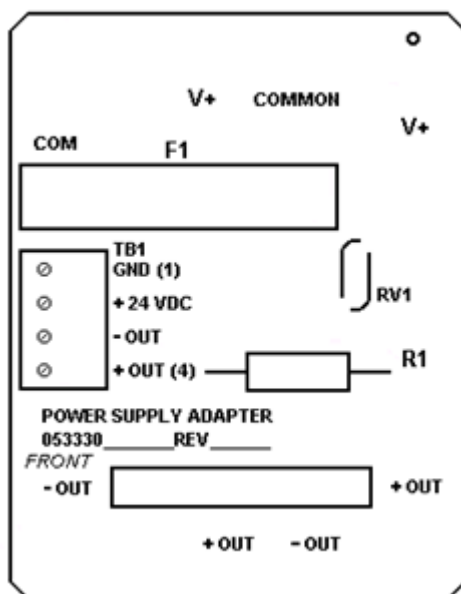 V+ COMMON
V+
COM F1
TB1
GND (1)
+ 24 VDC
RV1
- OUT
+ OUT (4) R1
POWER SUPPLY ADAPTER
053330_______REV______
FRONT
- OUT + OUT
+ OUT - OUT